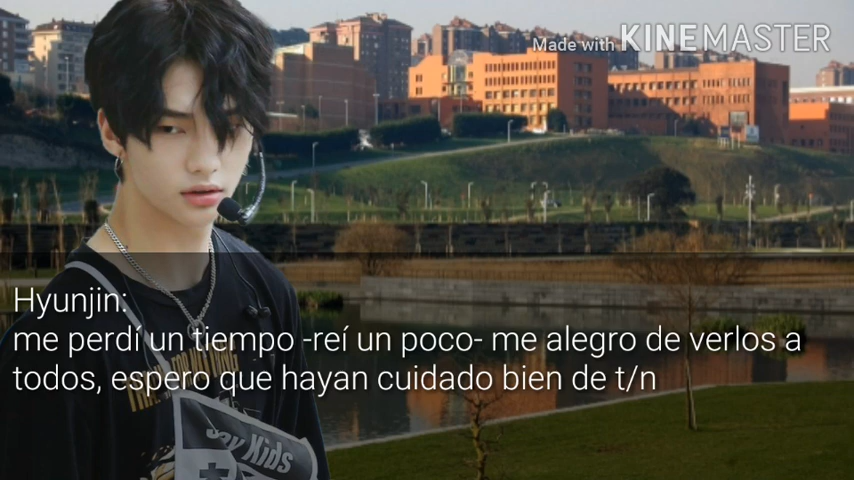 Made with KINEMASTER
Hyunjin:
me perdí un tiempo -reí un poco- me alegro de verlos a
todos, espero que hayan cuidado bien de t/n
Kids